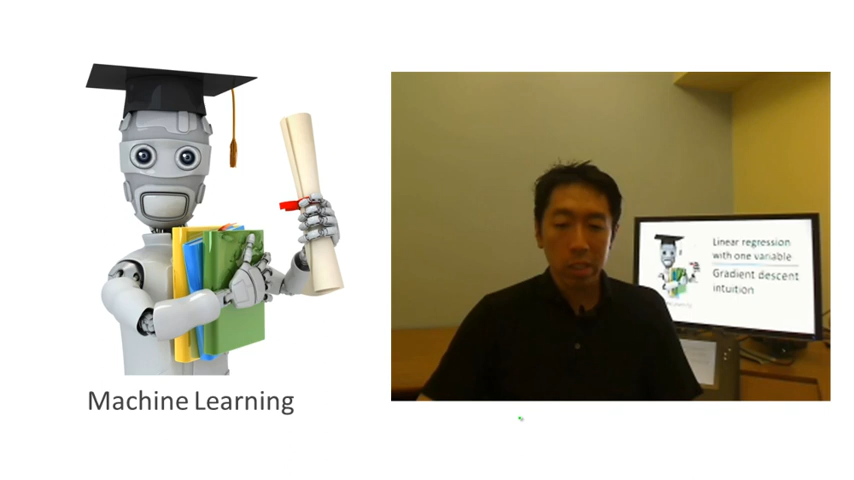 Machine Learning
Linear regression
with one variable
Gradient descent
intuition